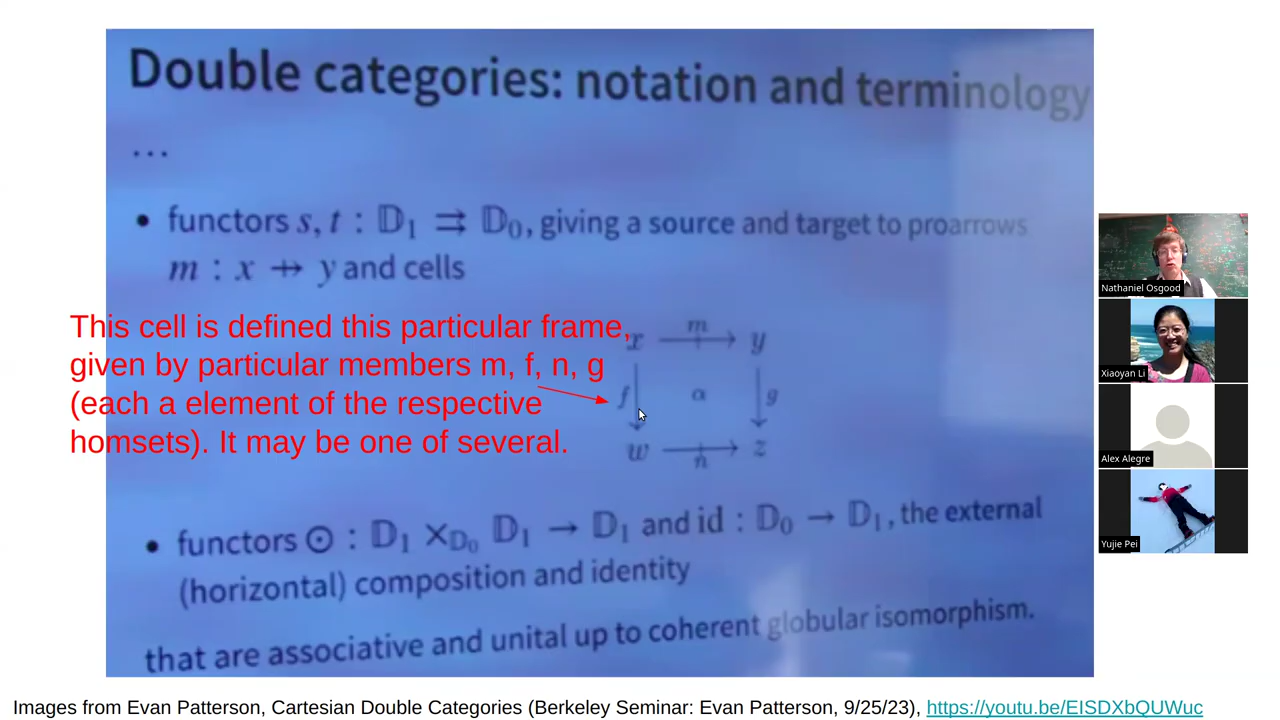 Double categories: notation and terminology
...
• functors s, t : 𝔻₁ ⇉ 𝔻₀, giving a source and target to proarrows
m : x ⇸ y and cells
This cell is defined this particular frame,
given by particular members m, f, n, g
(each a element of the respective
homsets). It may be one of several.
x m y
f α g
w n z
• functors ⊙ : 𝔻₁ ×_𝔻₀ 𝔻₁ → 𝔻₁ and id : 𝔻₀ → 𝔻₁, the external
(horizontal) composition and identity
that are associative and unital up to coherent globular isomorphism.
Nathaniel Osgood
Xiaoyan Li
Alex Alegre
Yujie Pei
Images from Evan Patterson, Cartesian Double Categories (Berkeley Seminar: Evan Patterson, 9/25/23), https://youtu.be/EISDXbQUWuc